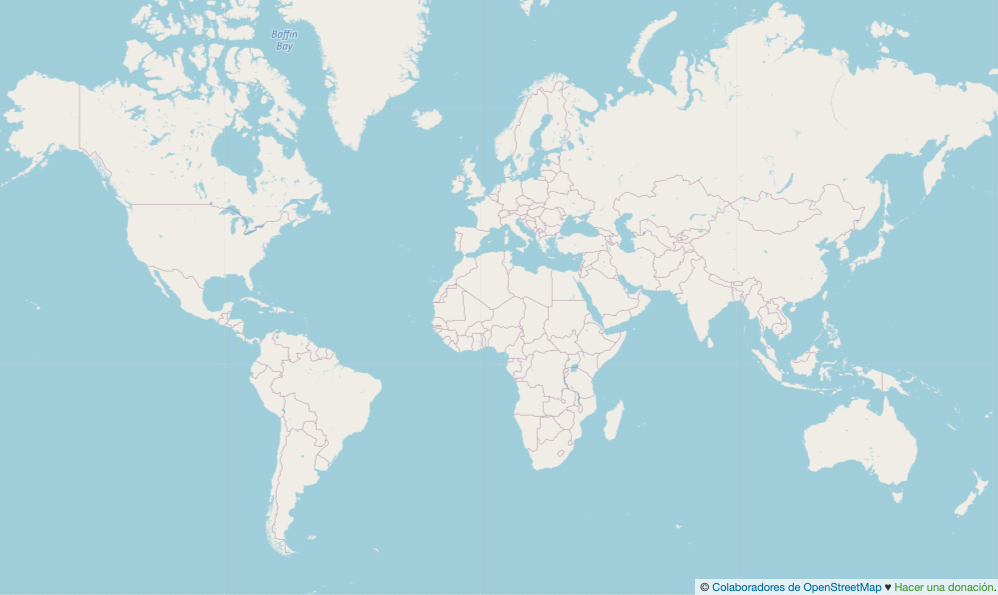 Baffin
Bay
© Colaboradores de OpenStreetMap ♥ Hacer una donación.